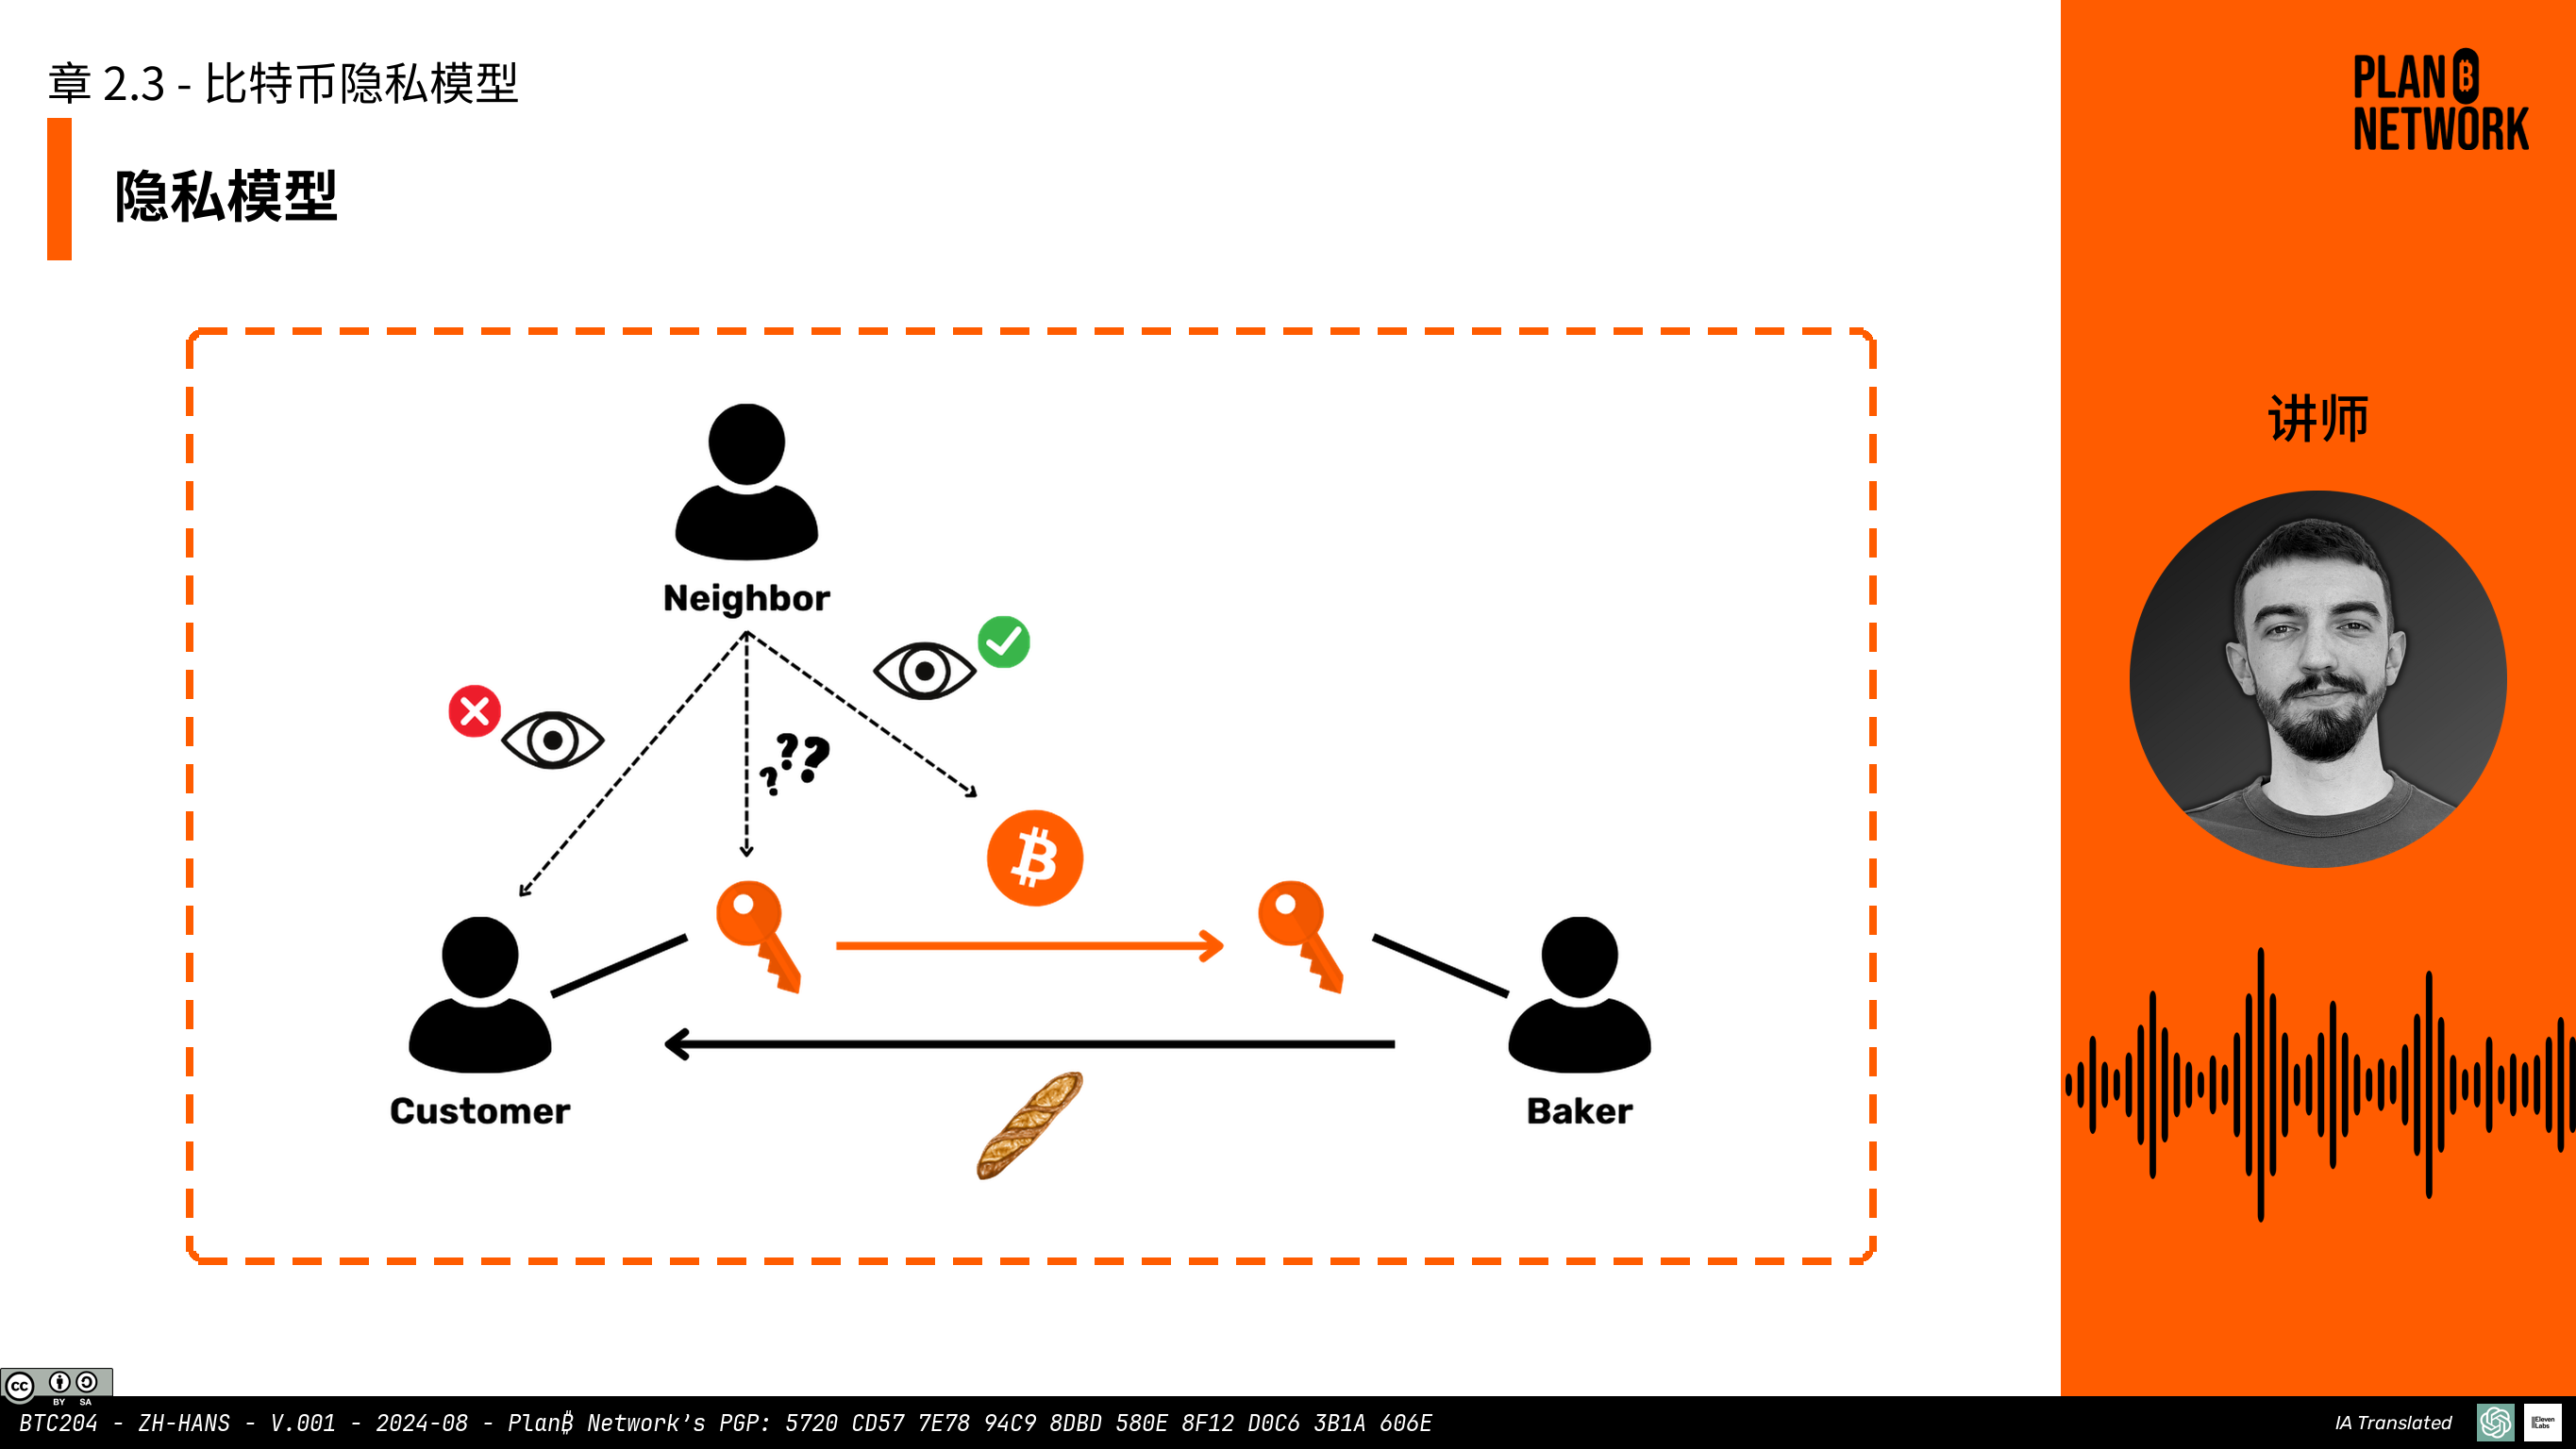 章 2.3 - 比特币隐私模型
隐私模型
PLAN ₿
NETWORK
讲师
Neighbor
???
Customer
Baker
CC BY SA
BTC204 - ZH-HANS - V.001 - 2024-08 - Plan₿ Network's PGP: 5720 CD57 7E78 94C9 8DBD 580E 8F12 D0C6 3B1A 606E
IA Translated
ElevenLabs